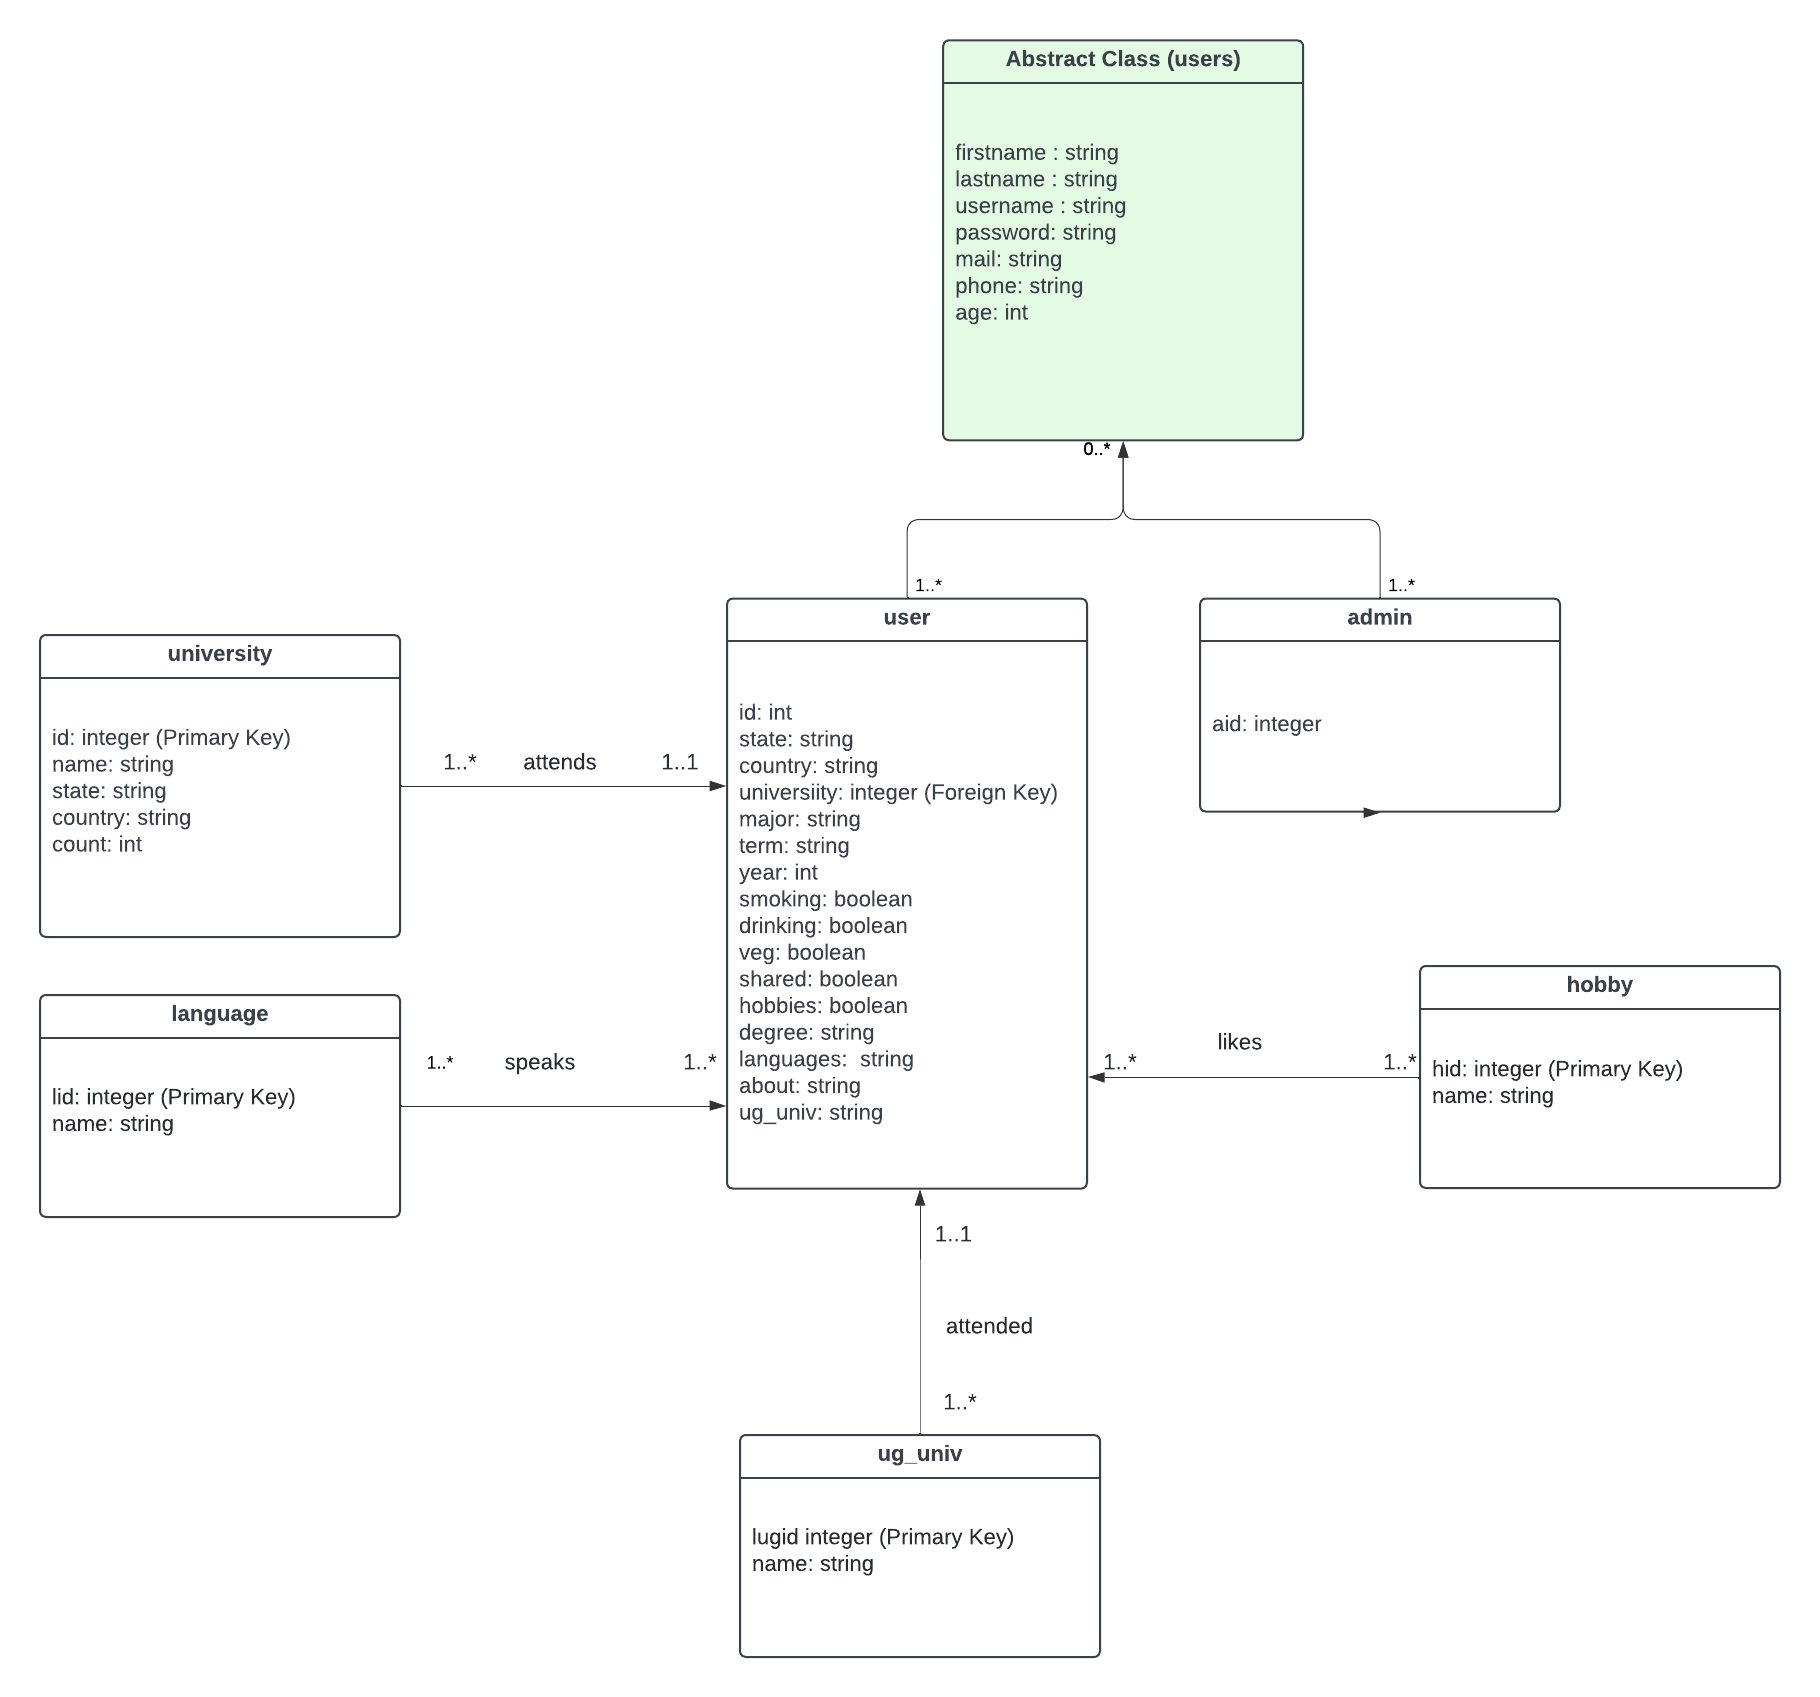 Abstract Class (users)
firstname : string
lastname : string
username : string
password: string
mail: string
phone: string
age: int
0..*
1..*
1..*
user
id: int
state: string
country: string
universiity: integer (Foreign Key)
major: string
term: string
year: int
smoking: boolean
drinking: boolean
veg: boolean
shared: boolean
hobbies: boolean
degree: string
languages:  string
about: string
ug_univ: string
admin
aid: integer
university
id: integer (Primary Key)
name: string
state: string
country: string
count: int
1..* attends 1..1
language
lid: integer (Primary Key)
name: string
1..* speaks 1..*
hobby
hid: integer (Primary Key)
name: string
likes
1..* 1..*
1..1
attended
1..*
ug_univ
lugid integer (Primary Key)
name: string